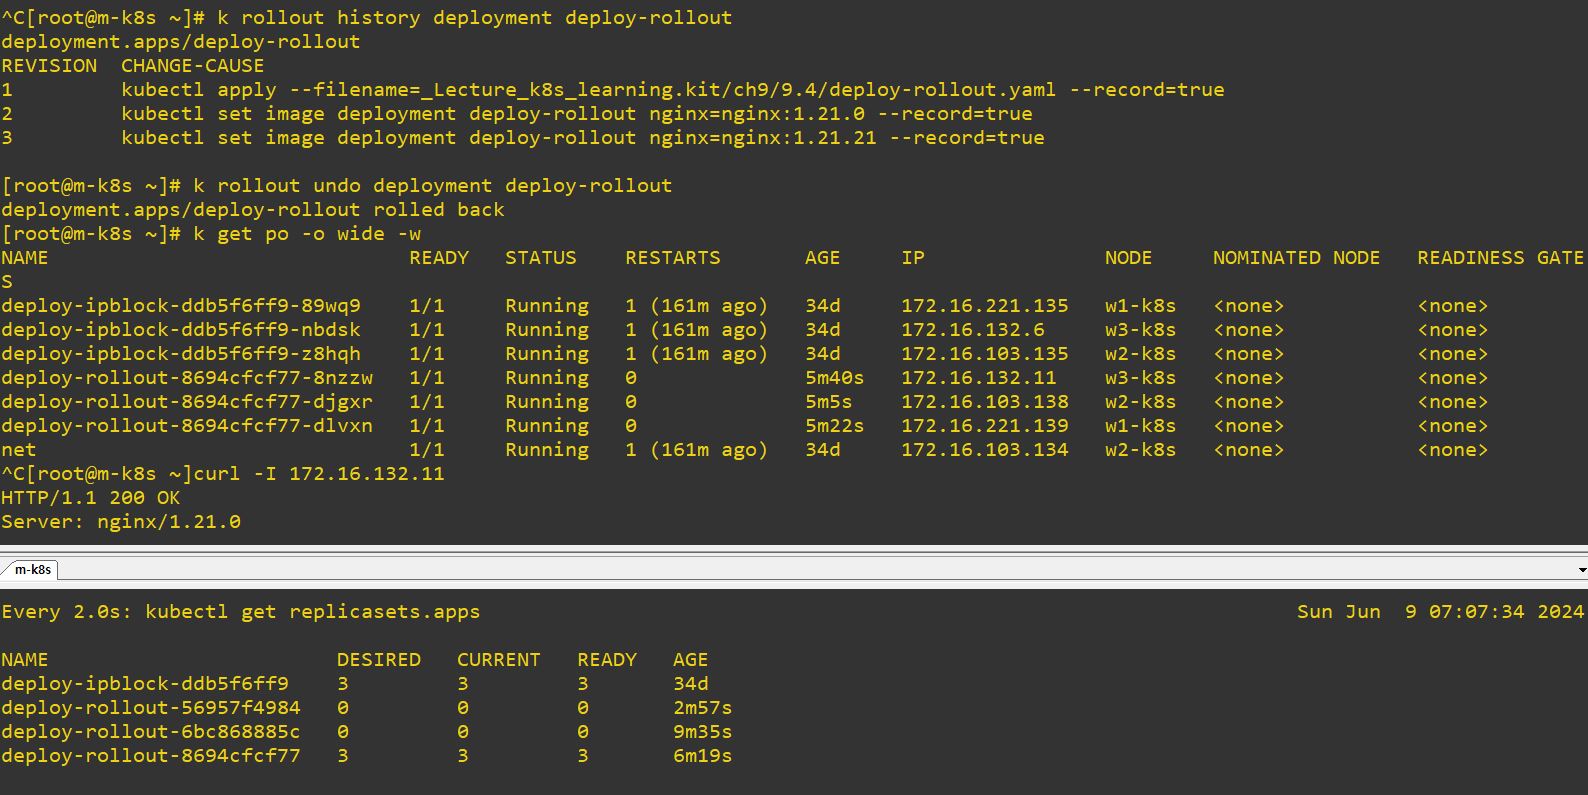 ^C[root@m-k8s ~]# k rollout history deployment deploy-rollout
deployment.apps/deploy-rollout
REVISION  CHANGE-CAUSE
1         kubectl apply --filename=_Lecture_k8s_learning.kit/ch9/9.4/deploy-rollout.yaml --record=true
2         kubectl set image deployment deploy-rollout nginx=nginx:1.21.0 --record=true
3         kubectl set image deployment deploy-rollout nginx=nginx:1.21.21 --record=true
[root@m-k8s ~]# k rollout undo deployment deploy-rollout
deployment.apps/deploy-rollout rolled back
[root@m-k8s ~]# k get po -o wide -w
NAME                              READY   STATUS    RESTARTS       AGE     IP               NODE     NOMINATED NODE   READINESS GATE
S
deploy-ipblock-ddb5f6ff9-89wq9    1/1     Running   1 (161m ago)   34d     172.16.221.135   w1-k8s   <none>           <none>
deploy-ipblock-ddb5f6ff9-nbdsk    1/1     Running   1 (161m ago)   34d     172.16.132.6     w3-k8s   <none>           <none>
deploy-ipblock-ddb5f6ff9-z8hqh    1/1     Running   1 (161m ago)   34d     172.16.103.135   w2-k8s   <none>           <none>
deploy-rollout-8694cfcf77-8nzzw   1/1     Running   0              5m40s   172.16.132.11    w3-k8s   <none>           <none>
deploy-rollout-8694cfcf77-djgxr   1/1     Running   0              5m5s    172.16.103.138   w2-k8s   <none>           <none>
deploy-rollout-8694cfcf77-dlvxn   1/1     Running   0              5m22s   172.16.221.139   w1-k8s   <none>           <none>
net                               1/1     Running   1 (161m ago)   34d     172.16.103.134   w2-k8s   <none>           <none>
^C[root@m-k8s ~]curl -I 172.16.132.11
HTTP/1.1 200 OK
Server: nginx/1.21.0
m-k8s
Every 2.0s: kubectl get replicasets.apps                                                                    Sun Jun  9 07:07:34 2024
NAME                        DESIRED   CURRENT   READY   AGE
deploy-ipblock-ddb5f6ff9    3         3         3       34d
deploy-rollout-56957f4984   0         0         0       2m57s
deploy-rollout-6bc868885c   0         0         0       9m35s
deploy-rollout-8694cfcf77   3         3         3       6m19s